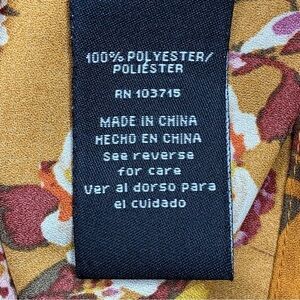 100% POLYESTER/
POLIÉSTER
RN 103715
MADE IN CHINA
HECHO EN CHINA
See reverse
for care
Ver al dorso para
el cuidado